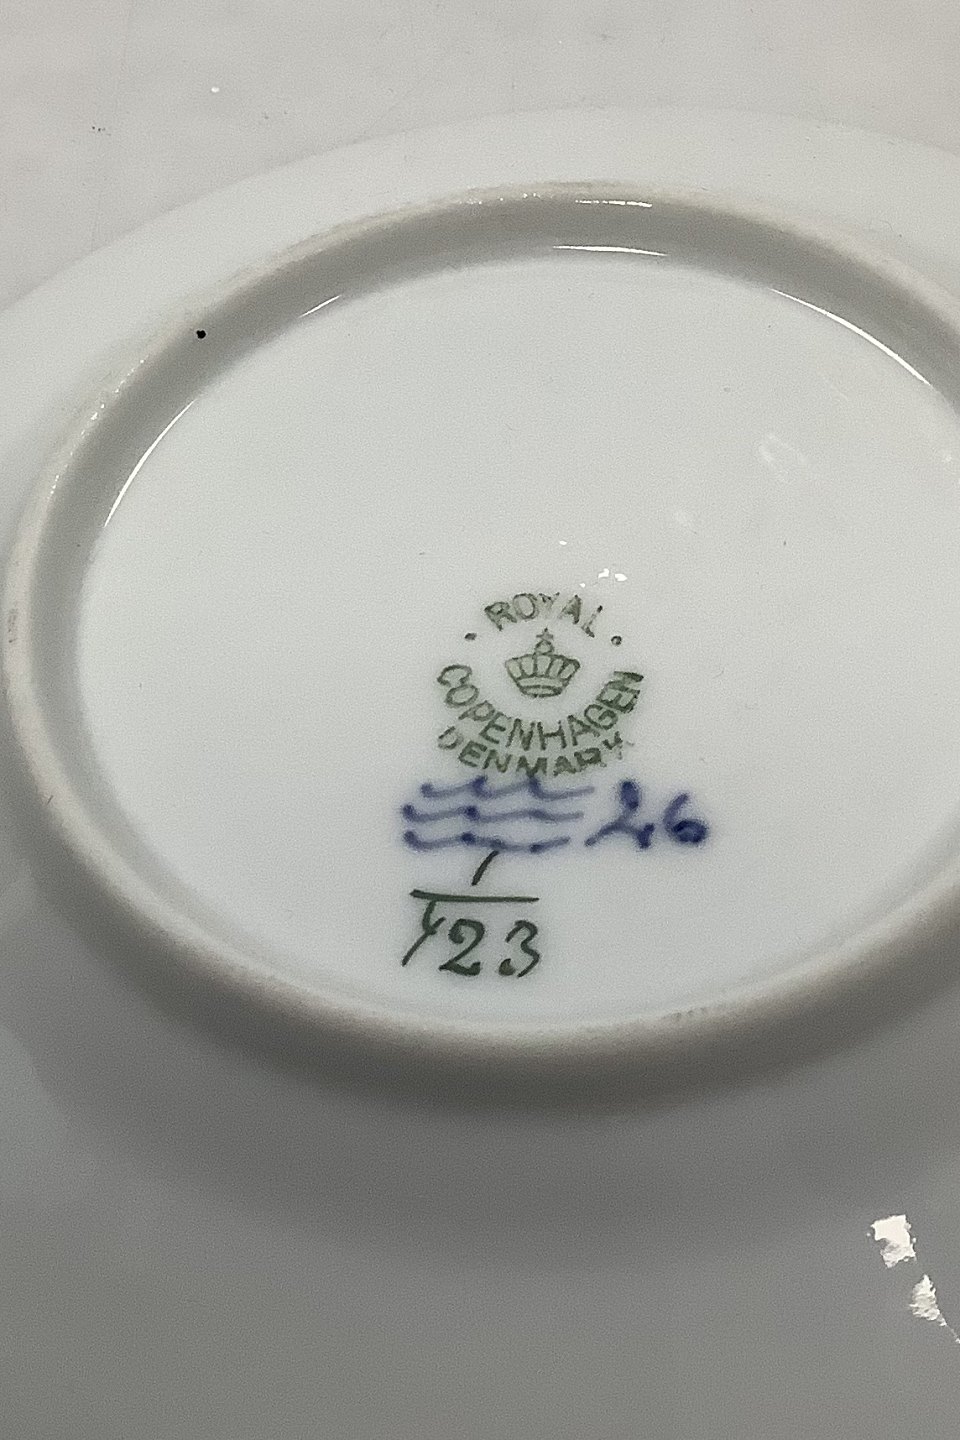 ROYAL
COPENHAGEN
DENMARK
26
1
123